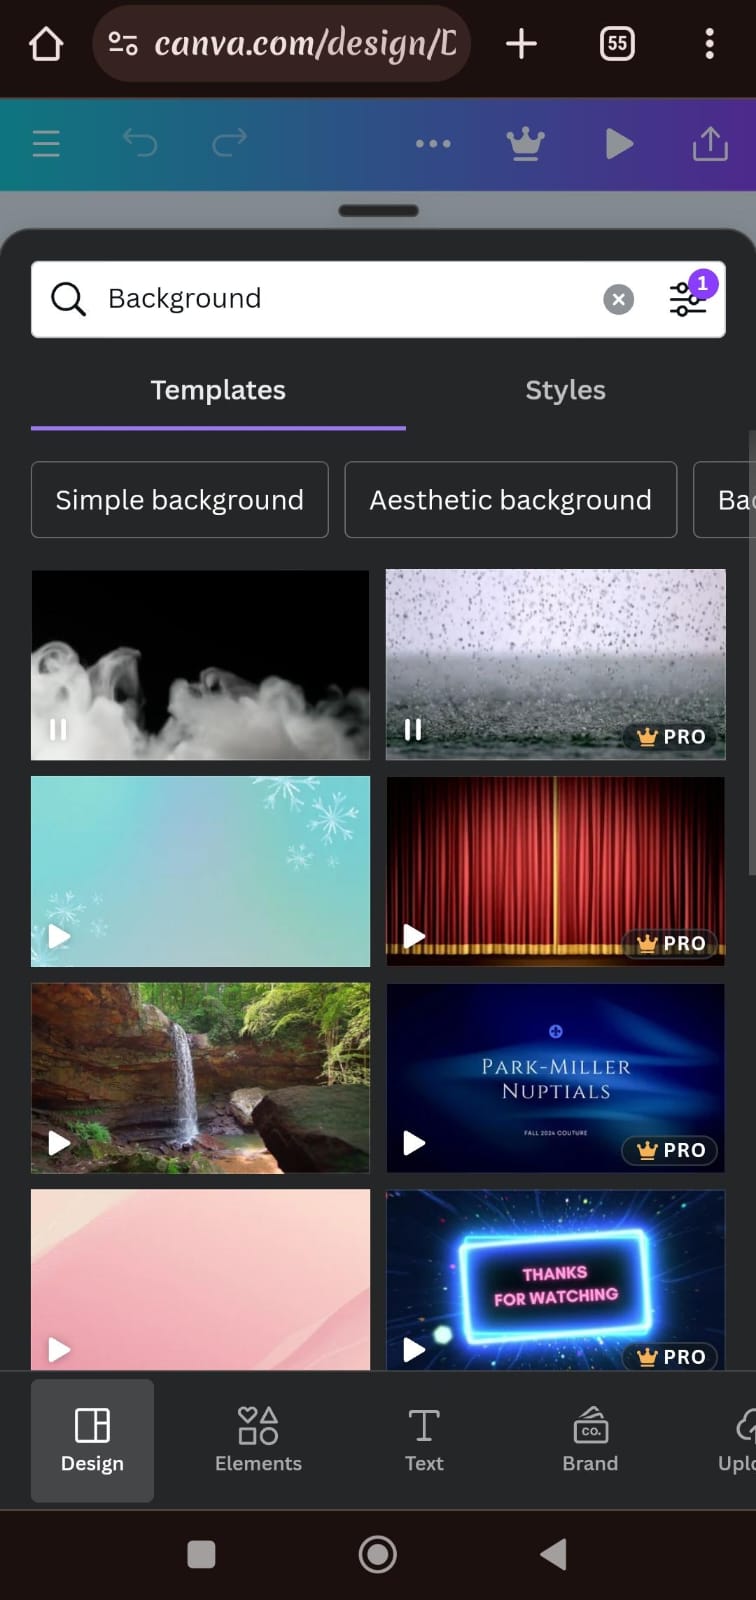 canva.com/design/D
55
Background
1
Templates
Styles
Simple background
Aesthetic background
Bac
PRO
PRO
PARK-MILLER
NUPTIALS
FALL 2024 COUTURE
PRO
THANKS
FOR WATCHING
PRO
Design
Elements
T
Text
CO.
Brand
Uplo